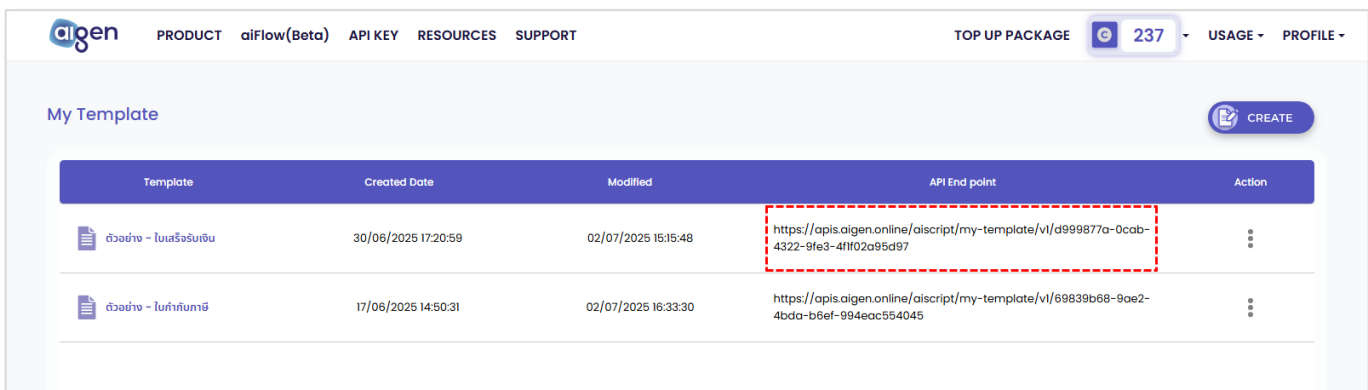 aigen PRODUCT aiFlow(Beta) API KEY RESOURCES SUPPORT TOP UP PACKAGE C 237 USAGE PROFILE
My Template
CREATE
Template Created Date Modified API End point Action
ตัวอย่าง - ใบเสร็จรับเงิน 30/06/2025 17:20:59 02/07/2025 15:15:48 https://apis.aigen.online/aiscript/my-template/v1/d999877a-0cab-
4322-9fe3-4f1f02a95d97
ตัวอย่าง - ใบกำกับภาษี 17/06/2025 14:50:31 02/07/2025 16:33:30 https://apis.aigen.online/aiscript/my-template/v1/69839b68-9ae2-
4bda-b6ef-994eac554045